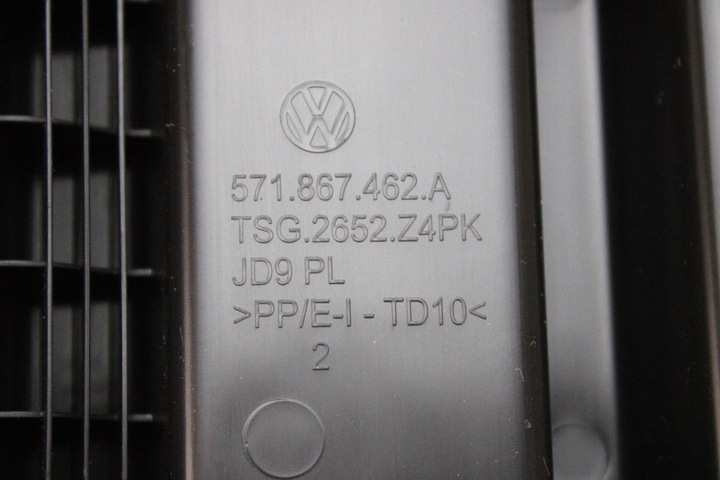 571.867.462.A
TSG.2652.Z4PK
JD9 PL
>PP/E-I - TD10<
2